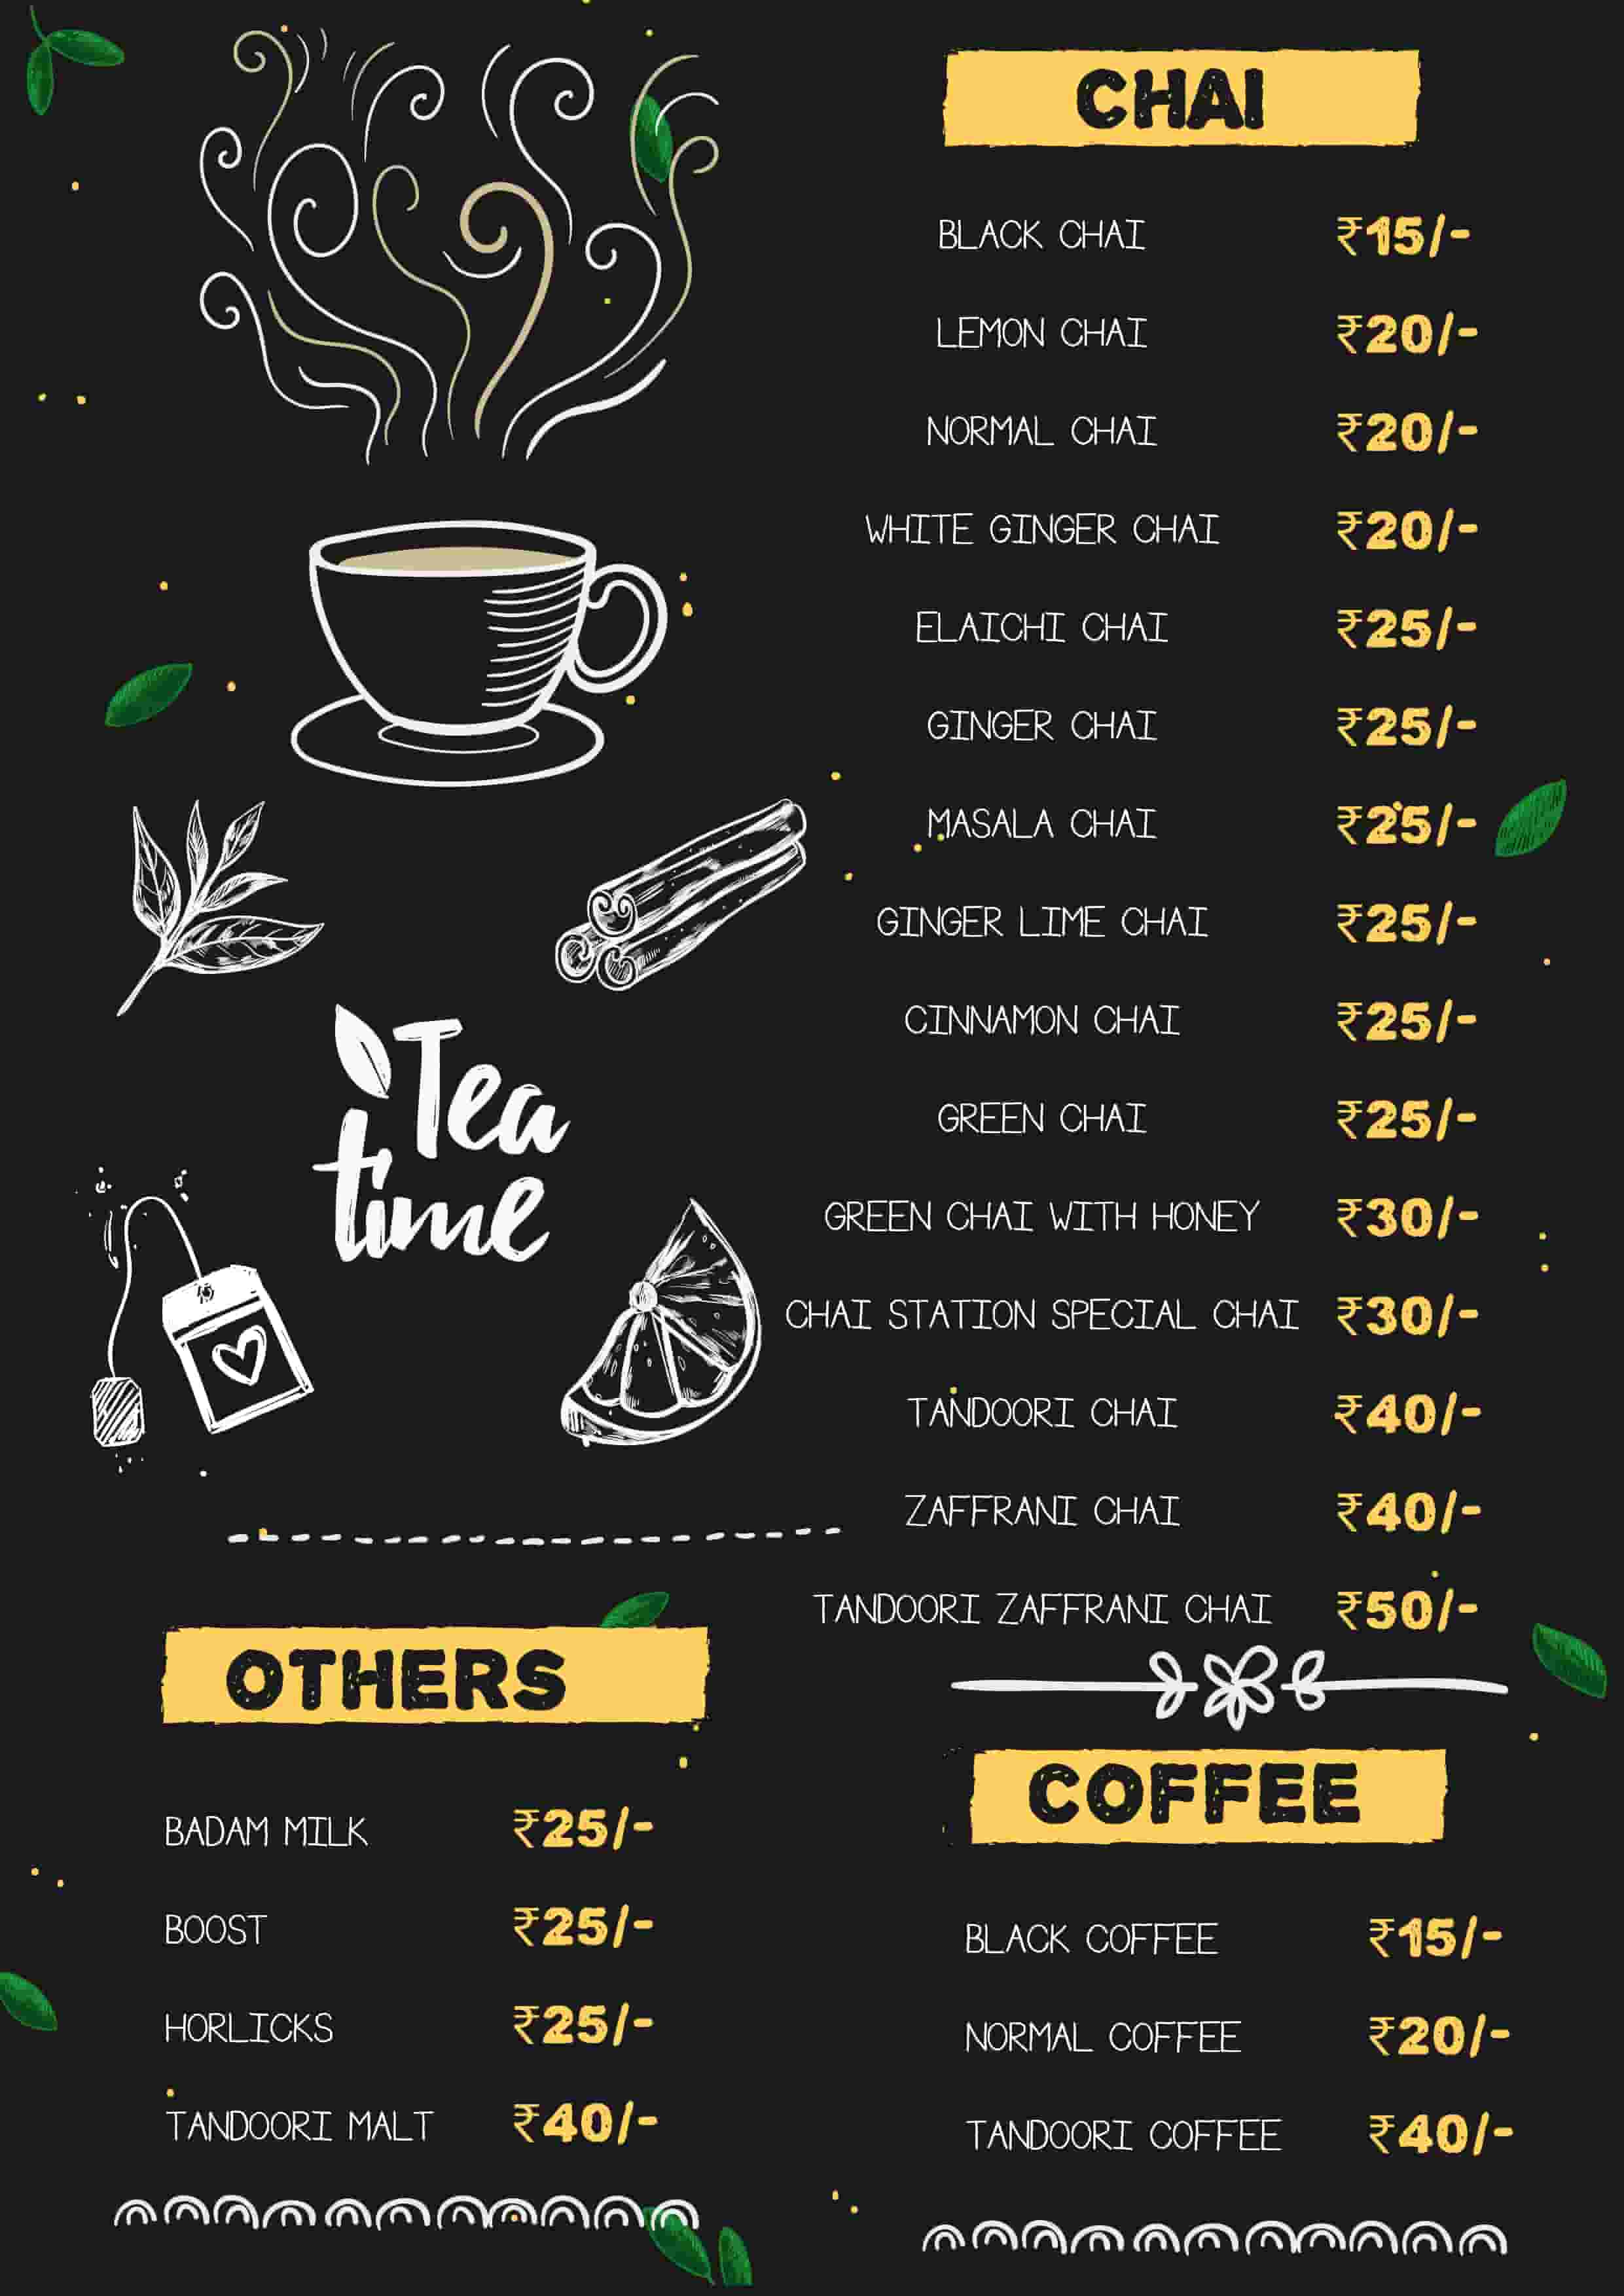 CHAI
BLACK CHAI ₹15/-
LEMON CHAI ₹20/-
NORMAL CHAI ₹20/-
WHITE GINGER CHAI ₹20/-
ELAICHI CHAI ₹25/-
GINGER CHAI ₹25/-
MASALA CHAI ₹25/-
GINGER LIME CHAI ₹25/-
CINNAMON CHAI ₹25/-
GREEN CHAI ₹25/-
GREEN CHAI WITH HONEY ₹30/-
CHAI STATION SPECIAL CHAI ₹30/-
TANDOORI CHAI ₹40/-
ZAFFRANI CHAI ₹40/-
TANDOORI ZAFFRANI CHAI ₹50/-
Tea
time
OTHERS
BADAM MILK ₹25/-
BOOST ₹25/-
HORLICKS ₹25/-
TANDOORI MALT ₹40/-
COFFEE
BLACK COFFEE ₹15/-
NORMAL COFFEE ₹20/-
TANDOORI COFFEE ₹40/-